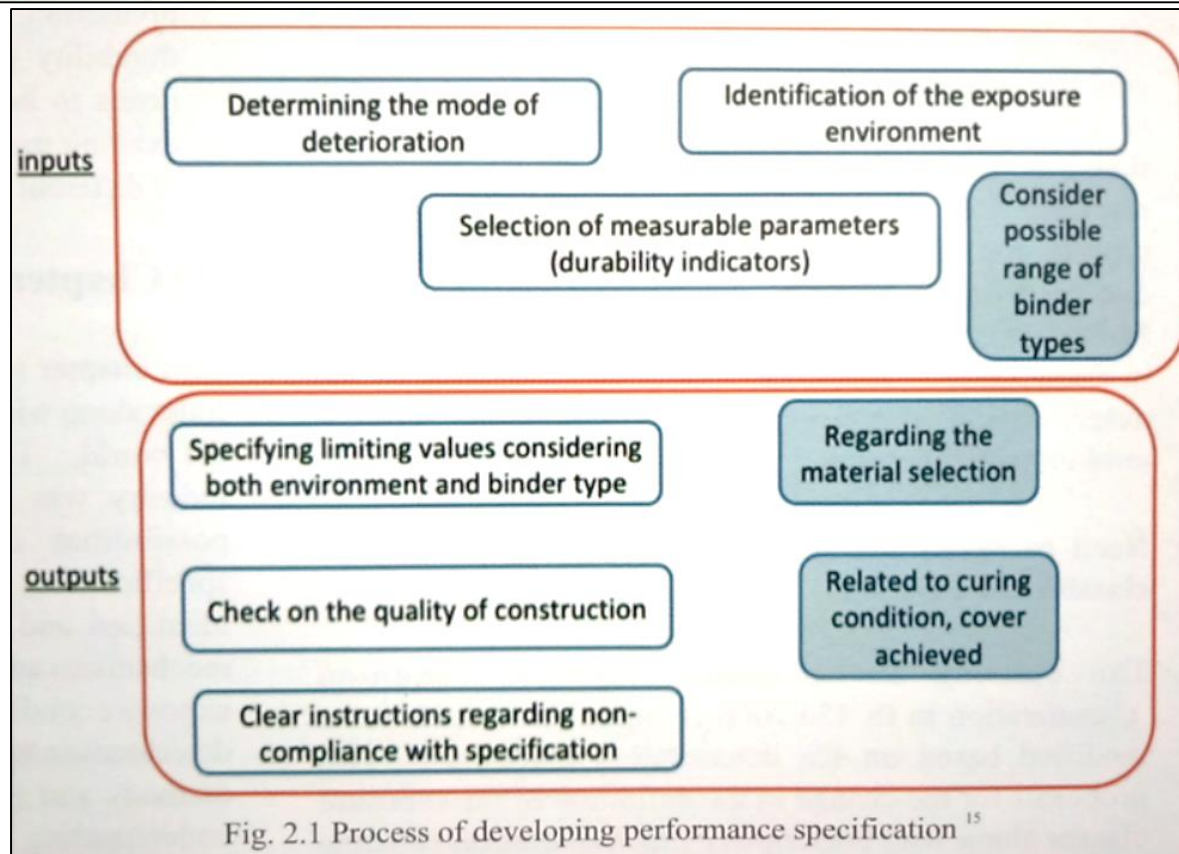 inputs
Determining the mode of
deterioration
Identification of the exposure
environment
Selection of measurable parameters
(durability indicators)
Consider
possible
range of
binder
types
outputs
Specifying limiting values considering
both environment and binder type
Regarding the
material selection
Check on the quality of construction
Related to curing
condition, cover
achieved
Clear instructions regarding non-
compliance with specification
Fig. 2.1 Process of developing performance specification 15